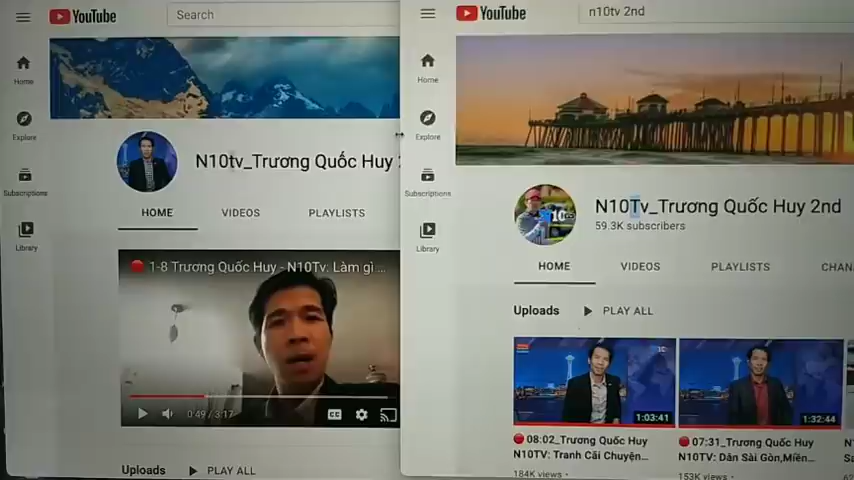 YouTube
Search
Home
Explore
Subscriptions
Library
N10tv_Trương Quốc Huy 2
HOME VIDEOS PLAYLISTS
1-8 Trương Quốc Huy - N10Tv: Làm gì ...
0:49 / 3:17
CC
Uploads PLAY ALL
YouTube
n10tv 2nd
Home
Explore
Subscriptions
Library
N10Tv_Trương Quốc Huy 2nd
59.3K subscribers
HOME VIDEOS PLAYLISTS CHAN
Uploads PLAY ALL
1:03:41
08:02_Trương Quốc Huy
N10TV: Tranh Cãi Chuyện...
184K views
1:32:44
07:31_Trương Quốc Huy
N10TV: Dân Sài Gòn,Miền...
153K views